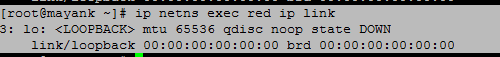 [root@mayank ~]# ip netns exec red ip link
3: lo: <LOOPBACK> mtu 65536 qdisc noop state DOWN
    link/loopback 00:00:00:00:00:00 brd 00:00:00:00:00:00